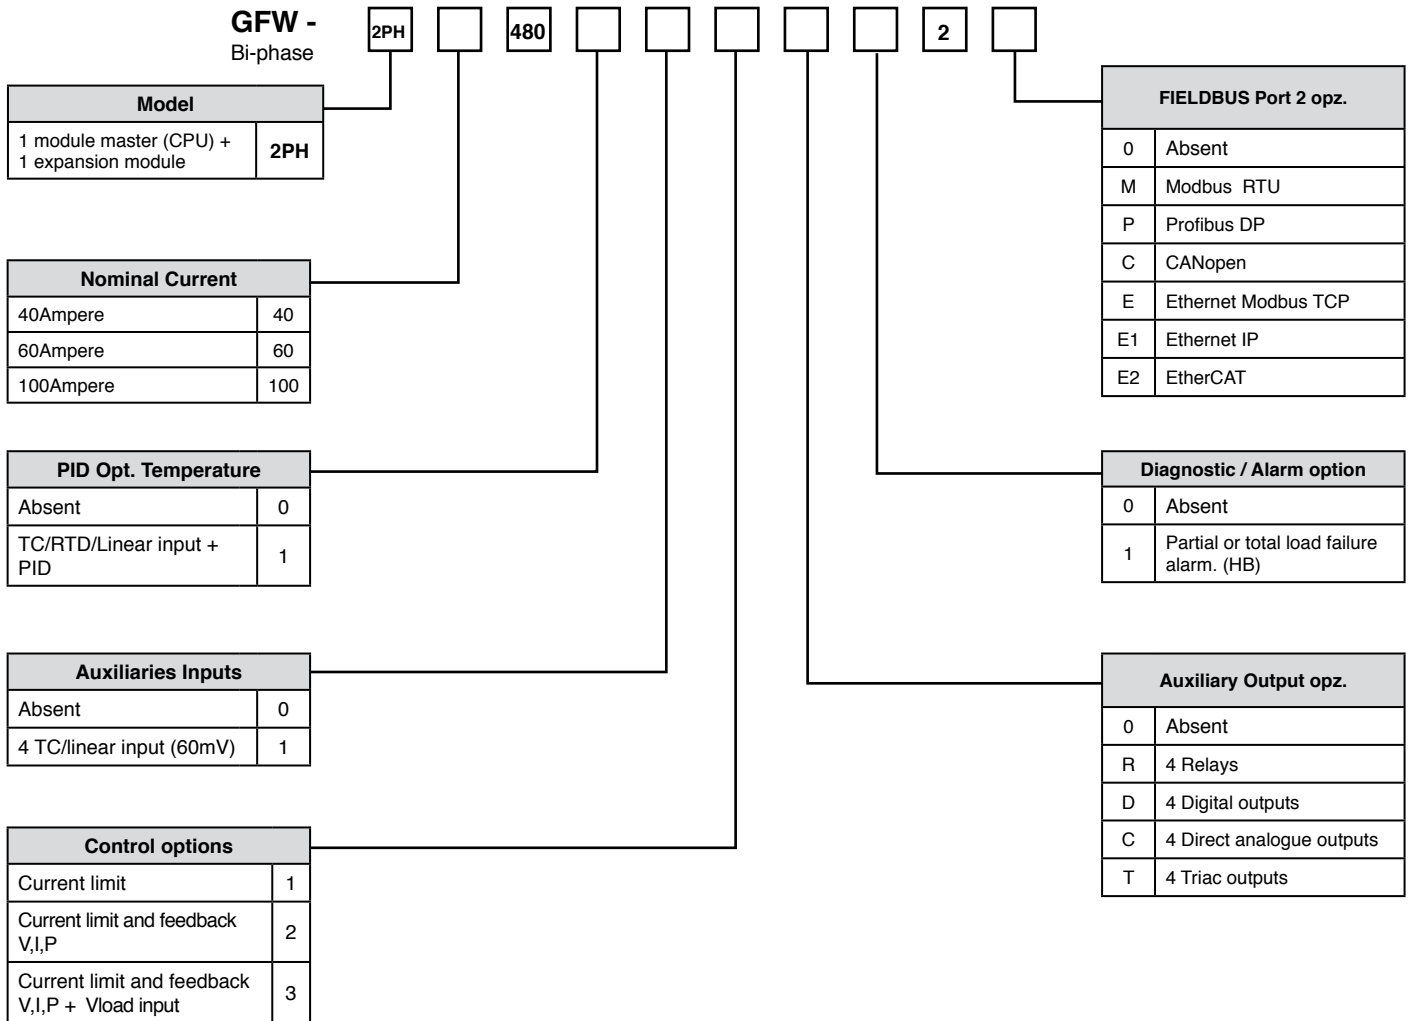 GFW -
Bi-phase
2PH
480
2
Model
1 module master (CPU) +
1 expansion module
2PH
Nominal Current
40Ampere 40
60Ampere 60
100Ampere 100
PID Opt. Temperature
Absent 0
TC/RTD/Linear input +
PID
1
Auxiliaries Inputs
Absent 0
4 TC/linear input (60mV) 1
Control options
Current limit 1
Current limit and feedback
V,I,P
2
Current limit and feedback
V,I,P + Vload input
3
FIELDBUS Port 2 opz.
0 Absent
M Modbus RTU
P Profibus DP
C CANopen
E Ethernet Modbus TCP
E1 Ethernet IP
E2 EtherCAT
Diagnostic / Alarm option
0 Absent
1
Partial or total load failure
alarm. (HB)
Auxiliary Output opz.
0 Absent
R 4 Relays
D 4 Digital outputs
C 4 Direct analogue outputs
T 4 Triac outputs